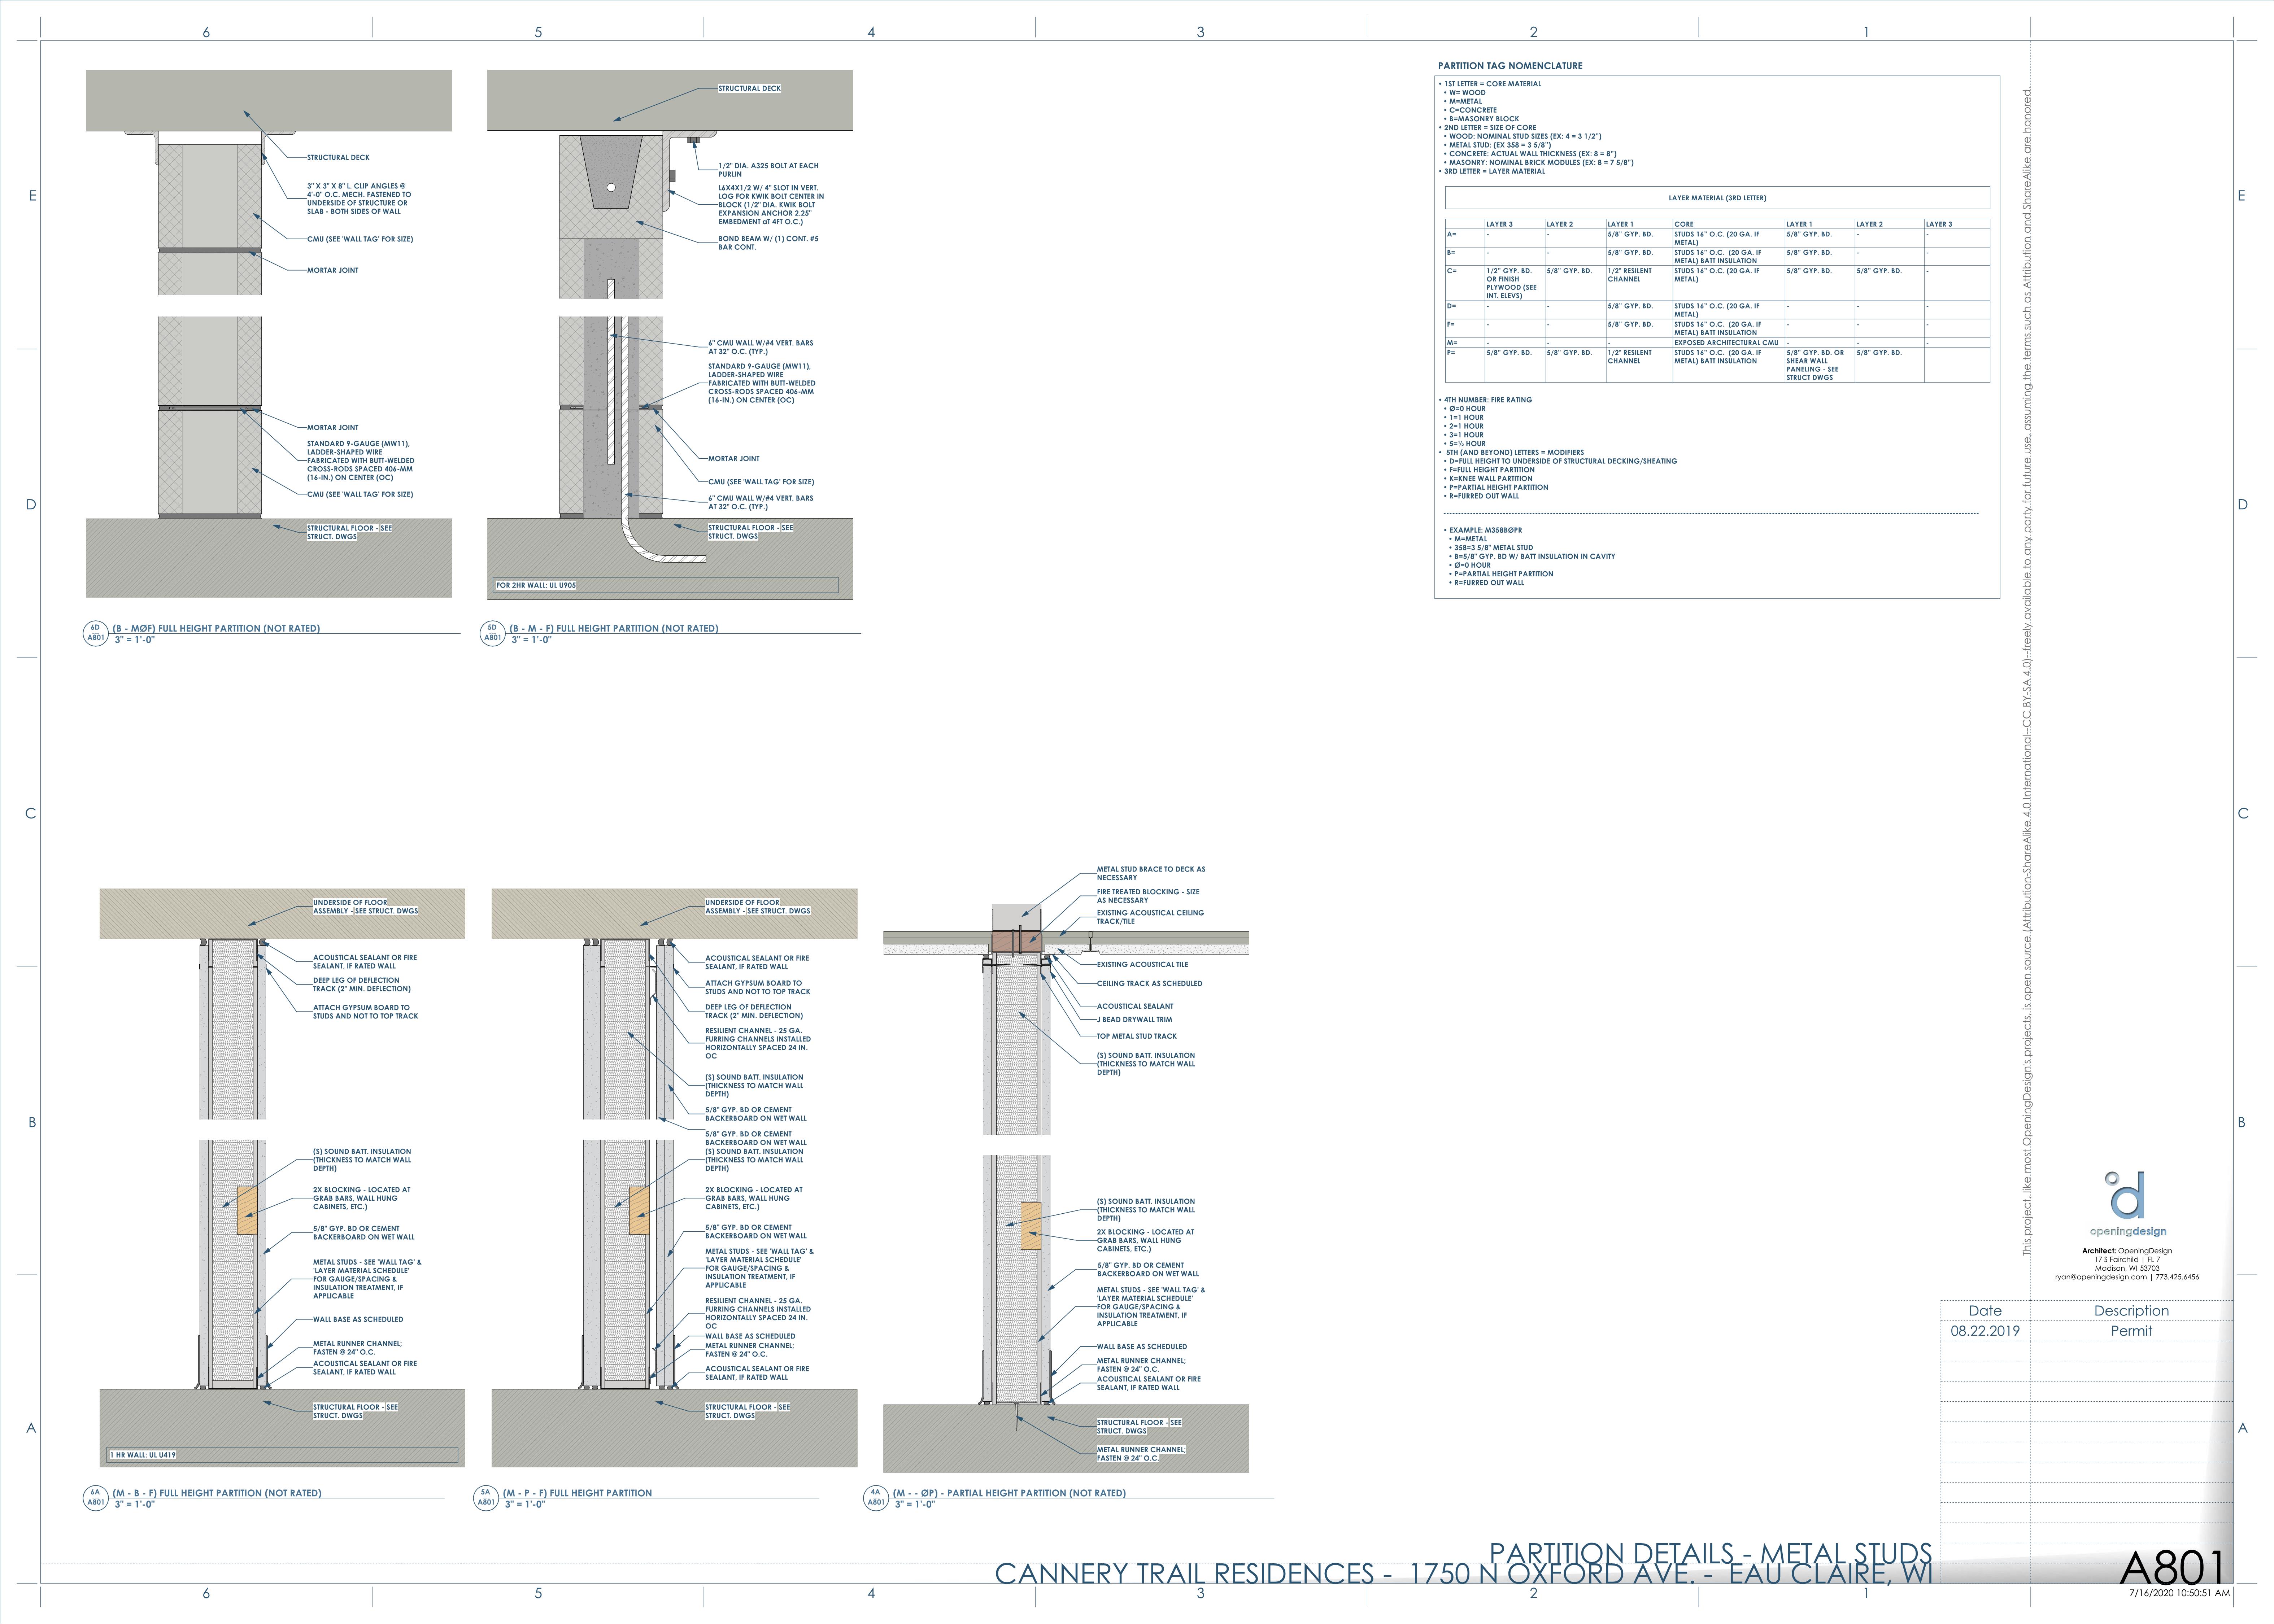 6
5
4
3
2
1
E
D
C
B
A
STRUCTURAL DECK
3" X 3" X 8" L. CLIP ANGLES @
4'-0" O.C. MECH. FASTENED TO
UNDERSIDE OF STRUCTURE OR
SLAB - BOTH SIDES OF WALL
CMU (SEE 'WALL TAG' FOR SIZE)
MORTAR JOINT
MORTAR JOINT
STANDARD 9-GAUGE (MW11),
LADDER-SHAPED WIRE
FABRICATED WITH BUTT-WELDED
CROSS-RODS SPACED 406-MM
(16-IN.) ON CENTER (OC)
CMU (SEE 'WALL TAG' FOR SIZE)
STRUCTURAL FLOOR - SEE
STRUCT. DWGS
6D
A801
(B - MØF) FULL HEIGHT PARTITION (NOT RATED)
3" = 1'-0"
STRUCTURAL DECK
1/2" DIA. A325 BOLT AT EACH
PURLIN
L6X4X1/2 W/ 4" SLOT IN VERT.
LOG FOR KWIK BOLT CENTER IN
BLOCK (1/2" DIA. KWIK BOLT
EXPANSION ANCHOR 2.25"
EMBEDMENT aT 4FT O.C.)
BOND BEAM W/ (1) CONT. #5
BAR CONT.
6" CMU WALL W/#4 VERT. BARS
AT 32" O.C. (TYP.)
STANDARD 9-GAUGE (MW11),
LADDER-SHAPED WIRE
FABRICATED WITH BUTT-WELDED
CROSS-RODS SPACED 406-MM
(16-IN.) ON CENTER (OC)
MORTAR JOINT
CMU (SEE 'WALL TAG' FOR SIZE)
6" CMU WALL W/#4 VERT. BARS
AT 32" O.C. (TYP.)
STRUCTURAL FLOOR - SEE
STRUCT. DWGS
FOR 2HR WALL: UL U905
5D
A801
(B - M - F) FULL HEIGHT PARTITION (NOT RATED)
3" = 1'-0"
PARTITION TAG NOMENCLATURE
• 1ST LETTER = CORE MATERIAL
• W= WOOD
• M=METAL
• C=CONCRETE
• B=MASONRY BLOCK
• 2ND LETTER = SIZE OF CORE
• WOOD: NOMINAL STUD SIZES (EX: 4 = 3 1/2")
• METAL STUD: (EX 358 = 3 5/8")
• CONCRETE: ACTUAL WALL THICKNESS (EX: 8 = 8")
• MASONRY: NOMINAL BRICK MODULES (EX: 8 = 7 5/8")
• 3RD LETTER = LAYER MATERIAL
LAYER MATERIAL (3RD LETTER)
LAYER 3 LAYER 2 LAYER 1 CORE LAYER 1 LAYER 2 LAYER 3
A= - - 5/8" GYP. BD. STUDS 16" O.C. (20 GA. IF 5/8" GYP. BD. - -
METAL)
B= - - 5/8" GYP. BD. STUDS 16" O.C. (20 GA. IF 5/8" GYP. BD. - -
METAL) BATT INSULATION
C= 1/2" GYP. BD. 5/8" GYP. BD. 1/2" RESILENT STUDS 16" O.C. (20 GA. IF 5/8" GYP. BD. 5/8" GYP. BD. -
OR FINISH CHANNEL METAL)
PLYWOOD (SEE
INT. ELEVS)
D= - - 5/8" GYP. BD. STUDS 16" O.C. (20 GA. IF - - -
METAL)
F= - - 5/8" GYP. BD. STUDS 16" O.C. (20 GA. IF - - -
METAL) BATT INSULATION
M= - - - EXPOSED ARCHITECTURAL CMU - - -
P= 5/8" GYP. BD. 5/8" GYP. BD. 1/2" RESILENT STUDS 16" O.C. (20 GA. IF 5/8" GYP. BD. OR 5/8" GYP. BD.
CHANNEL METAL) BATT INSULATION SHEAR WALL
PANELING - SEE
STRUCT DWGS
• 4TH NUMBER: FIRE RATING
• Ø=0 HOUR
• 1=1 HOUR
• 2=1 HOUR
• 3=1 HOUR
• 5=½ HOUR
• 5TH (AND BEYOND) LETTERS = MODIFIERS
• D=FULL HEIGHT TO UNDERSIDE OF STRUCTURAL DECKING/SHEATING
• F=FULL HEIGHT PARTITION
• K=KNEE WALL PARTITION
• P=PARTIAL HEIGHT PARTITION
• R=FURRED OUT WALL
• EXAMPLE: M358BØPR
• M=METAL
• 358=3 5/8" METAL STUD
• B=5/8" GYP. BD W/ BATT INSULATION IN CAVITY
• Ø=0 HOUR
• P=PARTIAL HEIGHT PARTITION
• R=FURRED OUT WALL
UNDERSIDE OF FLOOR
ASSEMBLY - SEE STRUCT. DWGS
ACOUSTICAL SEALANT OR FIRE
SEALANT, IF RATED WALL
DEEP LEG OF DEFLECTION
TRACK (2" MIN. DEFLECTION)
ATTACH GYPSUM BOARD TO
STUDS AND NOT TO TOP TRACK
(S) SOUND BATT. INSULATION
(THICKNESS TO MATCH WALL
DEPTH)
2X BLOCKING - LOCATED AT
GRAB BARS, WALL HUNG
CABINETS, ETC.)
5/8" GYP. BD OR CEMENT
BACKERBOARD ON WET WALL
METAL STUDS - SEE 'WALL TAG' &
'LAYER MATERIAL SCHEDULE'
FOR GAUGE/SPACING &
INSULATION TREATMENT, IF
APPLICABLE
WALL BASE AS SCHEDULED
METAL RUNNER CHANNEL;
FASTEN @ 24" O.C.
ACOUSTICAL SEALANT OR FIRE
SEALANT, IF RATED WALL
STRUCTURAL FLOOR - SEE
STRUCT. DWGS
1 HR WALL: UL U419
6A
A801
(M - B - F) FULL HEIGHT PARTITION (NOT RATED)
3" = 1'-0"
UNDERSIDE OF FLOOR
ASSEMBLY - SEE STRUCT. DWGS
ACOUSTICAL SEALANT OR FIRE
SEALANT, IF RATED WALL
ATTACH GYPSUM BOARD TO
STUDS AND NOT TO TOP TRACK
DEEP LEG OF DEFLECTION
TRACK (2" MIN. DEFLECTION)
RESILIENT CHANNEL - 25 GA.
FURRING CHANNELS INSTALLED
HORIZONTALLY SPACED 24 IN.
OC
(S) SOUND BATT. INSULATION
(THICKNESS TO MATCH WALL
DEPTH)
5/8" GYP. BD OR CEMENT
BACKERBOARD ON WET WALL
5/8" GYP. BD OR CEMENT
BACKERBOARD ON WET WALL
(S) SOUND BATT. INSULATION
(THICKNESS TO MATCH WALL
DEPTH)
2X BLOCKING - LOCATED AT
GRAB BARS, WALL HUNG
CABINETS, ETC.)
5/8" GYP. BD OR CEMENT
BACKERBOARD ON WET WALL
METAL STUDS - SEE 'WALL TAG' &
'LAYER MATERIAL SCHEDULE'
FOR GAUGE/SPACING &
INSULATION TREATMENT, IF
APPLICABLE
RESILIENT CHANNEL - 25 GA.
FURRING CHANNELS INSTALLED
HORIZONTALLY SPACED 24 IN.
OC
WALL BASE AS SCHEDULED
METAL RUNNER CHANNEL;
FASTEN @ 24" O.C.
ACOUSTICAL SEALANT OR FIRE
SEALANT, IF RATED WALL
STRUCTURAL FLOOR - SEE
STRUCT. DWGS
5A
A801
(M - P - F) FULL HEIGHT PARTITION
3" = 1'-0"
METAL STUD BRACE TO DECK AS
NECESSARY
FIRE TREATED BLOCKING - SIZE
AS NECESSARY
EXISTING ACOUSTICAL CEILING
TRACK/TILE
EXISTING ACOUSTICAL TILE
CEILING TRACK AS SCHEDULED
ACOUSTICAL SEALANT
J BEAD DRYWALL TRIM
TOP METAL STUD TRACK
(S) SOUND BATT. INSULATION
(THICKNESS TO MATCH WALL
DEPTH)
(S) SOUND BATT. INSULATION
(THICKNESS TO MATCH WALL
DEPTH)
2X BLOCKING - LOCATED AT
GRAB BARS, WALL HUNG
CABINETS, ETC.)
5/8" GYP. BD OR CEMENT
BACKERBOARD ON WET WALL
METAL STUDS - SEE 'WALL TAG' &
'LAYER MATERIAL SCHEDULE'
FOR GAUGE/SPACING &
INSULATION TREATMENT, IF
APPLICABLE
WALL BASE AS SCHEDULED
METAL RUNNER CHANNEL;
FASTEN @ 24" O.C.
ACOUSTICAL SEALANT OR FIRE
SEALANT, IF RATED WALL
STRUCTURAL FLOOR - SEE
STRUCT. DWGS
METAL RUNNER CHANNEL;
FASTEN @ 24" O.C.
4A
A801
(M - - ØP) - PARTIAL HEIGHT PARTITION (NOT RATED)
3" = 1'-0"
This project, like most OpeningDesign's projects, is open source (Attribution-ShareAlike 4.0 International--CC BY-SA 4.0)--freely available to any party for future use, assuming the terms such as Attribution and ShareAlike are honored.
openingdesign
Architect: OpeningDesign
17 S Fairchild | FL 7
Madison, WI 53703
ryan@openingdesign.com | 773.425.6456
Date Description
08.22.2019 Permit
PARTITION DETAILS - METAL STUDS
CANNERY TRAIL RESIDENCES - 1750 N OXFORD AVE. - EAU CLAIRE, WI
A801
7/16/2020 10:50:51 AM
E
D
C
B
A
6
5
4
3
2
1